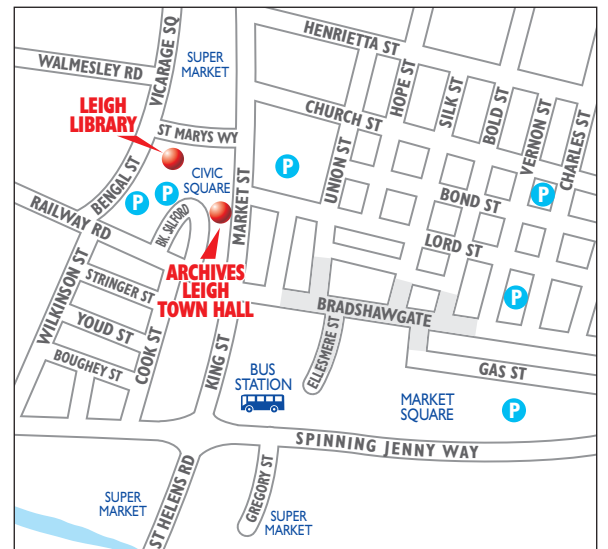 HENRIETTA ST
VICARAGE SQ
SUPER
MARKET
WALMESLEY RD
HOPE ST
SILK ST
BOLD ST
VERNON ST
CHARLES ST
LEIGH
LIBRARY
CHURCH ST
ST MARYS WY
UNION ST
BENGAL ST
CIVIC
SQUARE
P
P
P
P
BOND ST
RAILWAY RD
BK. SALFORD
MARKET ST
LORD ST
ARCHIVES
LEIGH
TOWN HALL
WILKINSON ST
STRINGER ST
P
BRADSHAWGATE
YOUD ST
COOK ST
KING ST
ELLESMERE ST
BOUGHEY ST
BUS
STATION
GAS ST
MARKET
SQUARE
P
SPINNING JENNY WAY
ST HELENS RD
GREGORY ST
SUPER
MARKET
SUPER
MARKET